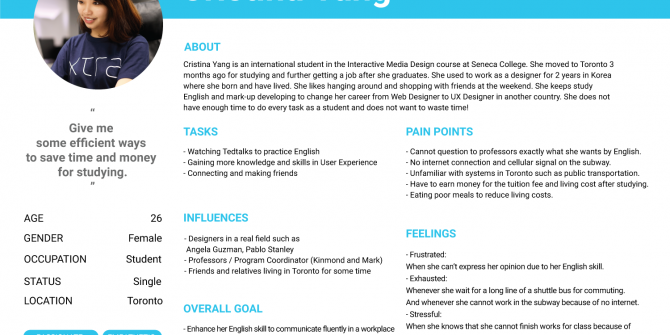 ABOUT
Cristina Yang is an international student in the Interactive Media Design course at Seneca College. She moved to Toronto 3
months ago for studying and further getting a job after she graduates. She used to work as a designer for 2 years in Korea
where she born and have lived. She likes hanging around and shopping with friends at the weekend. She keeps study
English and mark-up developing to change her career from Web Designer to UX Designer in another country. She does not
have enough time to do every task as a student and does not want to waste time!
xtra
“
Give me
some efficient ways
to save time and money
for studying.
”
AGE 26
GENDER Female
OCCUPATION Student
STATUS Single
LOCATION Toronto
TASKS
- Watching Tedtalks to practice English
- Gaining more knowledge and skills in User Experience
- Connecting and making friends
INFLUENCES
- Designers in a real field such as
Angela Guzman, Pablo Stanley
- Professors / Program Coordinator (Kinmond and Mark)
- Friends and relatives living in Toronto for some time
OVERALL GOAL
- Enhance her English skill to communicate fluently in a workplace
PAIN POINTS
- Cannot question to professors exactly what she wants by English.
- No internet connection and cellular signal on the subway.
- Unfamiliar with systems in Toronto such as public transportation.
- Have to earn money for the tuition fee and living cost after studying.
- Eating poor meals to reduce living costs.
FEELINGS
- Frustrated:
When she can't express her opinion due to her English skill.
- Exhausted:
Whenever she wait for a long line of a shuttle bus for commuting.
And whenever she cannot work in the subway because of no internet.
- Stressful:
When she knows that she cannot finish works for class because of